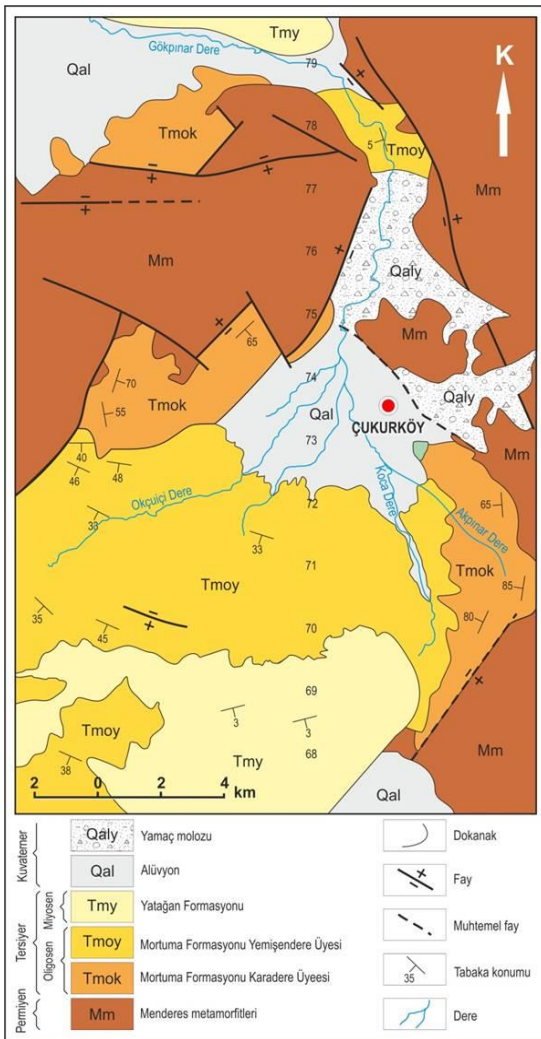 Gökpınar Dere
Tmy
79
K
Qal
Tmok
78
5
Tmoy
77
Mm
Mm
76
Qaly
75
65
Mm
74
70
Tmok
55
Qal
Qaly
ÇUKURKÖY
73
Mm
40
46
48
Okçuiçi Dere
72
Koca Dere
Akpınar Dere
65
33
33
71
Tmok
Tmoy
85
35
45
70
80
69
Tmoy
3
3
Tmy
68
Mm
38
2 0 2 4
km
Qal
Kuvaterner
Qaly Yamaç molozu
Qal Alüvyon
Tersiyer
Miyosen
Tmy Yatağan Formasyonu
Oligosen
Tmoy Mortuma Formasyonu Yemişendere Üyesi
Tmok Mortuma Formasyonu Karadere Üyeesi
Permiyen
Mm Menderes metamorfitleri
Dokanak
Fay
Muhtemel fay
35 Tabaka konumu
Dere